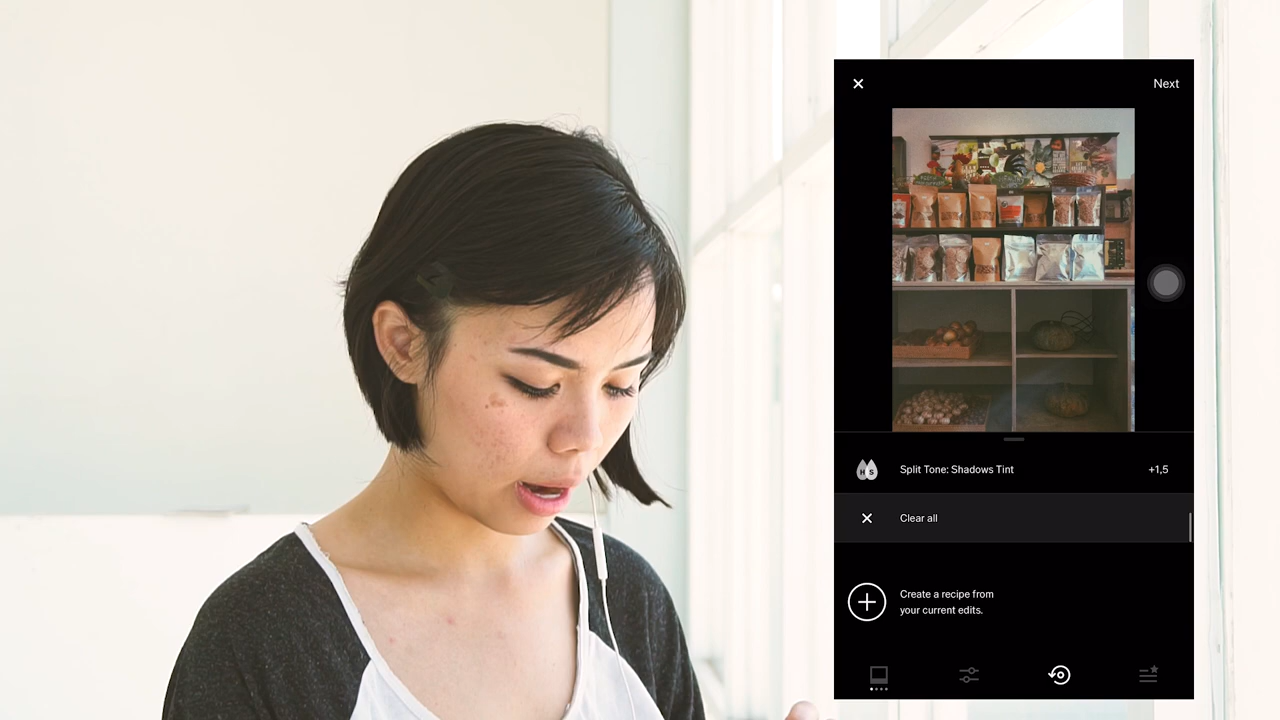 Next
H S
Split Tone: Shadows Tint
+1,5
Clear all
Create a recipe from
your current edits.